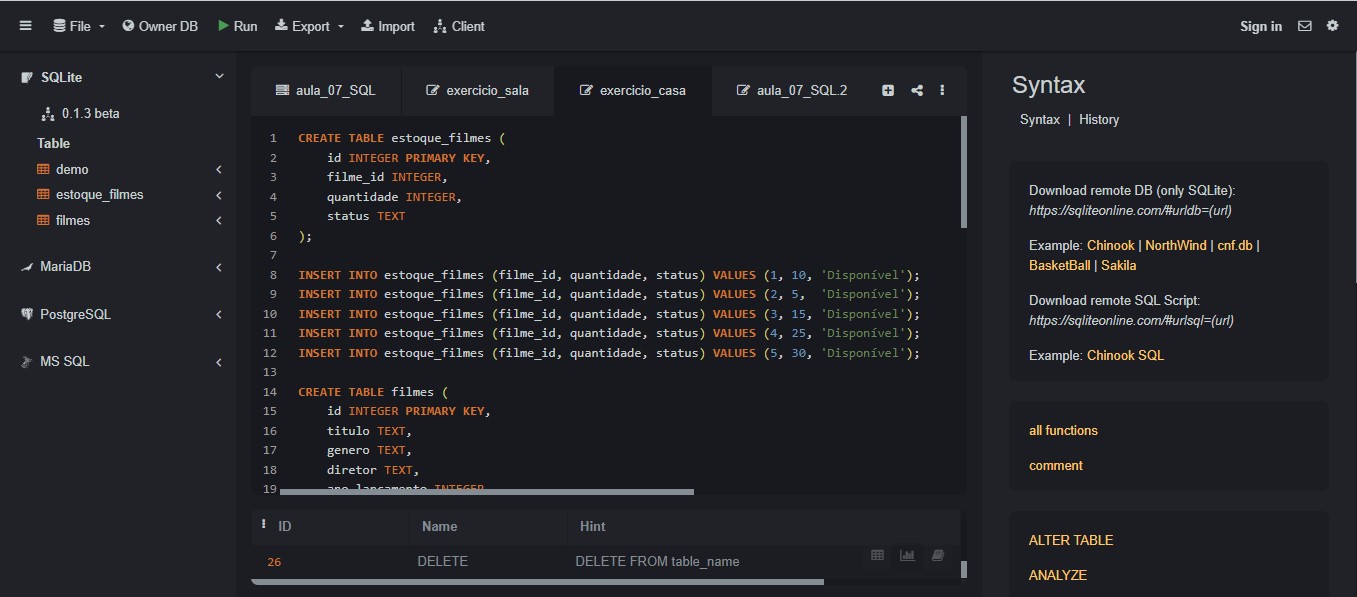 File Owner DB Run Export Import Client Sign in
SQLite
0.1.3 beta
Table
demo
estoque_filmes
filmes
MariaDB
PostgreSQL
MS SQL
aula_07_SQL exercicio_sala exercicio_casa aula_07_SQL.2
1 CREATE TABLE estoque_filmes (
2 id INTEGER PRIMARY KEY,
3 filme_id INTEGER,
4 quantidade INTEGER,
5 status TEXT
6 );
7
8 INSERT INTO estoque_filmes (filme_id, quantidade, status) VALUES (1, 10, 'Disponível');
9 INSERT INTO estoque_filmes (filme_id, quantidade, status) VALUES (2, 5,  'Disponível');
10 INSERT INTO estoque_filmes (filme_id, quantidade, status) VALUES (3, 15, 'Disponível');
11 INSERT INTO estoque_filmes (filme_id, quantidade, status) VALUES (4, 25, 'Disponível');
12 INSERT INTO estoque_filmes (filme_id, quantidade, status) VALUES (5, 30, 'Disponível');
13
14 CREATE TABLE filmes (
15 id INTEGER PRIMARY KEY,
16 titulo TEXT,
17 genero TEXT,
18 diretor TEXT,
19 ano_lancamento INTEGER
ID Name Hint
26 DELETE DELETE FROM table_name
Syntax
Syntax | History
Download remote DB (only SQLite):
https://sqliteonline.com/#urldb=(url)
Example: Chinook | NorthWind | cnf.db |
BasketBall | Sakila
Download remote SQL Script:
https://sqliteonline.com/#urlsql=(url)
Example: Chinook SQL
all functions
comment
ALTER TABLE
ANALYZE